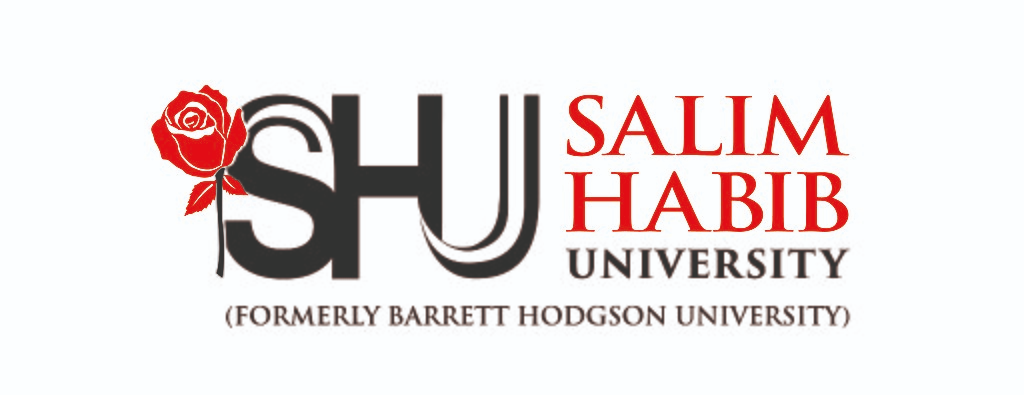 SHU
SALIM
HABIB
UNIVERSITY
(FORMERLY BARRETT HODGSON UNIVERSITY)